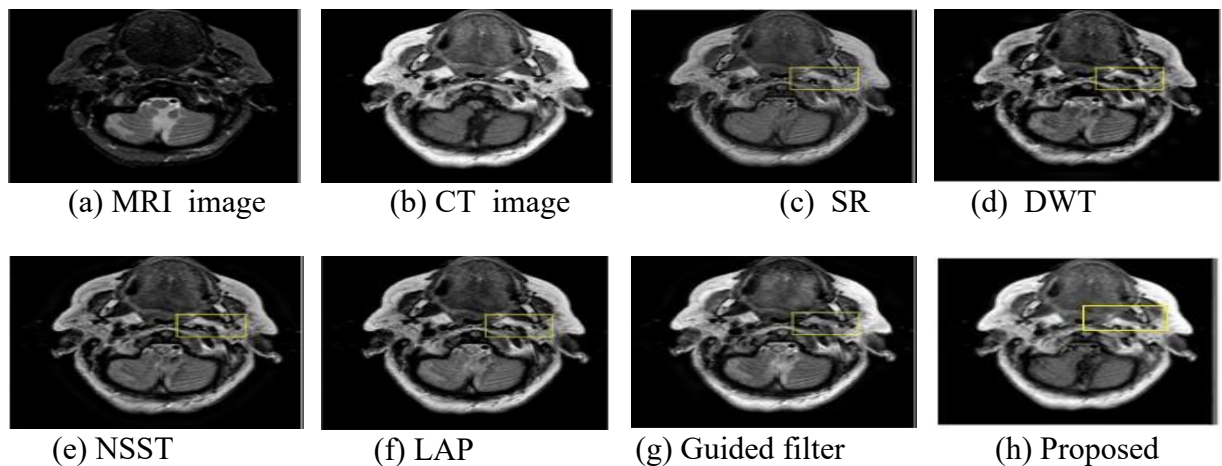 (a) MRI image
(b) CT image
(c) SR
(d) DWT
(e) NSST
(f) LAP
(g) Guided filter
(h) Proposed